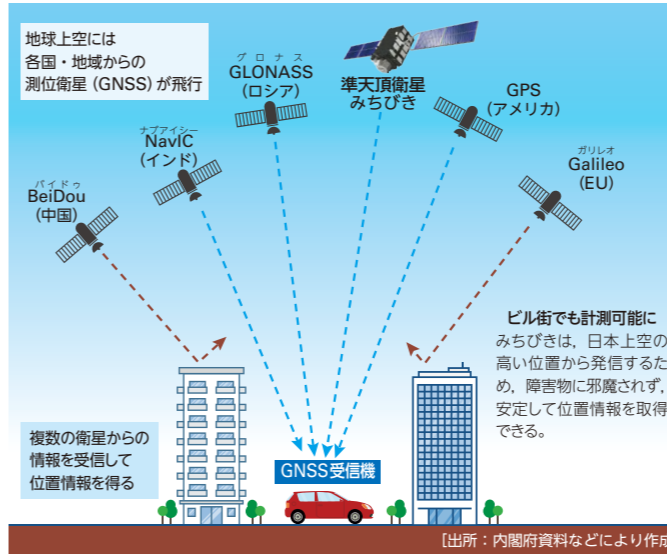 地球上空には
各国・地域からの
測位衛星（GNSS）が飛行
グロナス
GLONASS
（ロシア）
準天頂衛星
みちびき
GPS
（アメリカ）
ナブアイシー
NavIC
（インド）
ガリレオ
Galileo
（EU）
バイドゥ
BeiDou
（中国）
ビル街でも計測可能に
みちびきは，日本上空の
高い位置から発信するた
め，障害物に邪魔されず，
安定して位置情報を取得
できる。
複数の衛星からの
情報を受信して
位置情報を得る
GNSS受信機
［出所：内閣府資料などにより作成